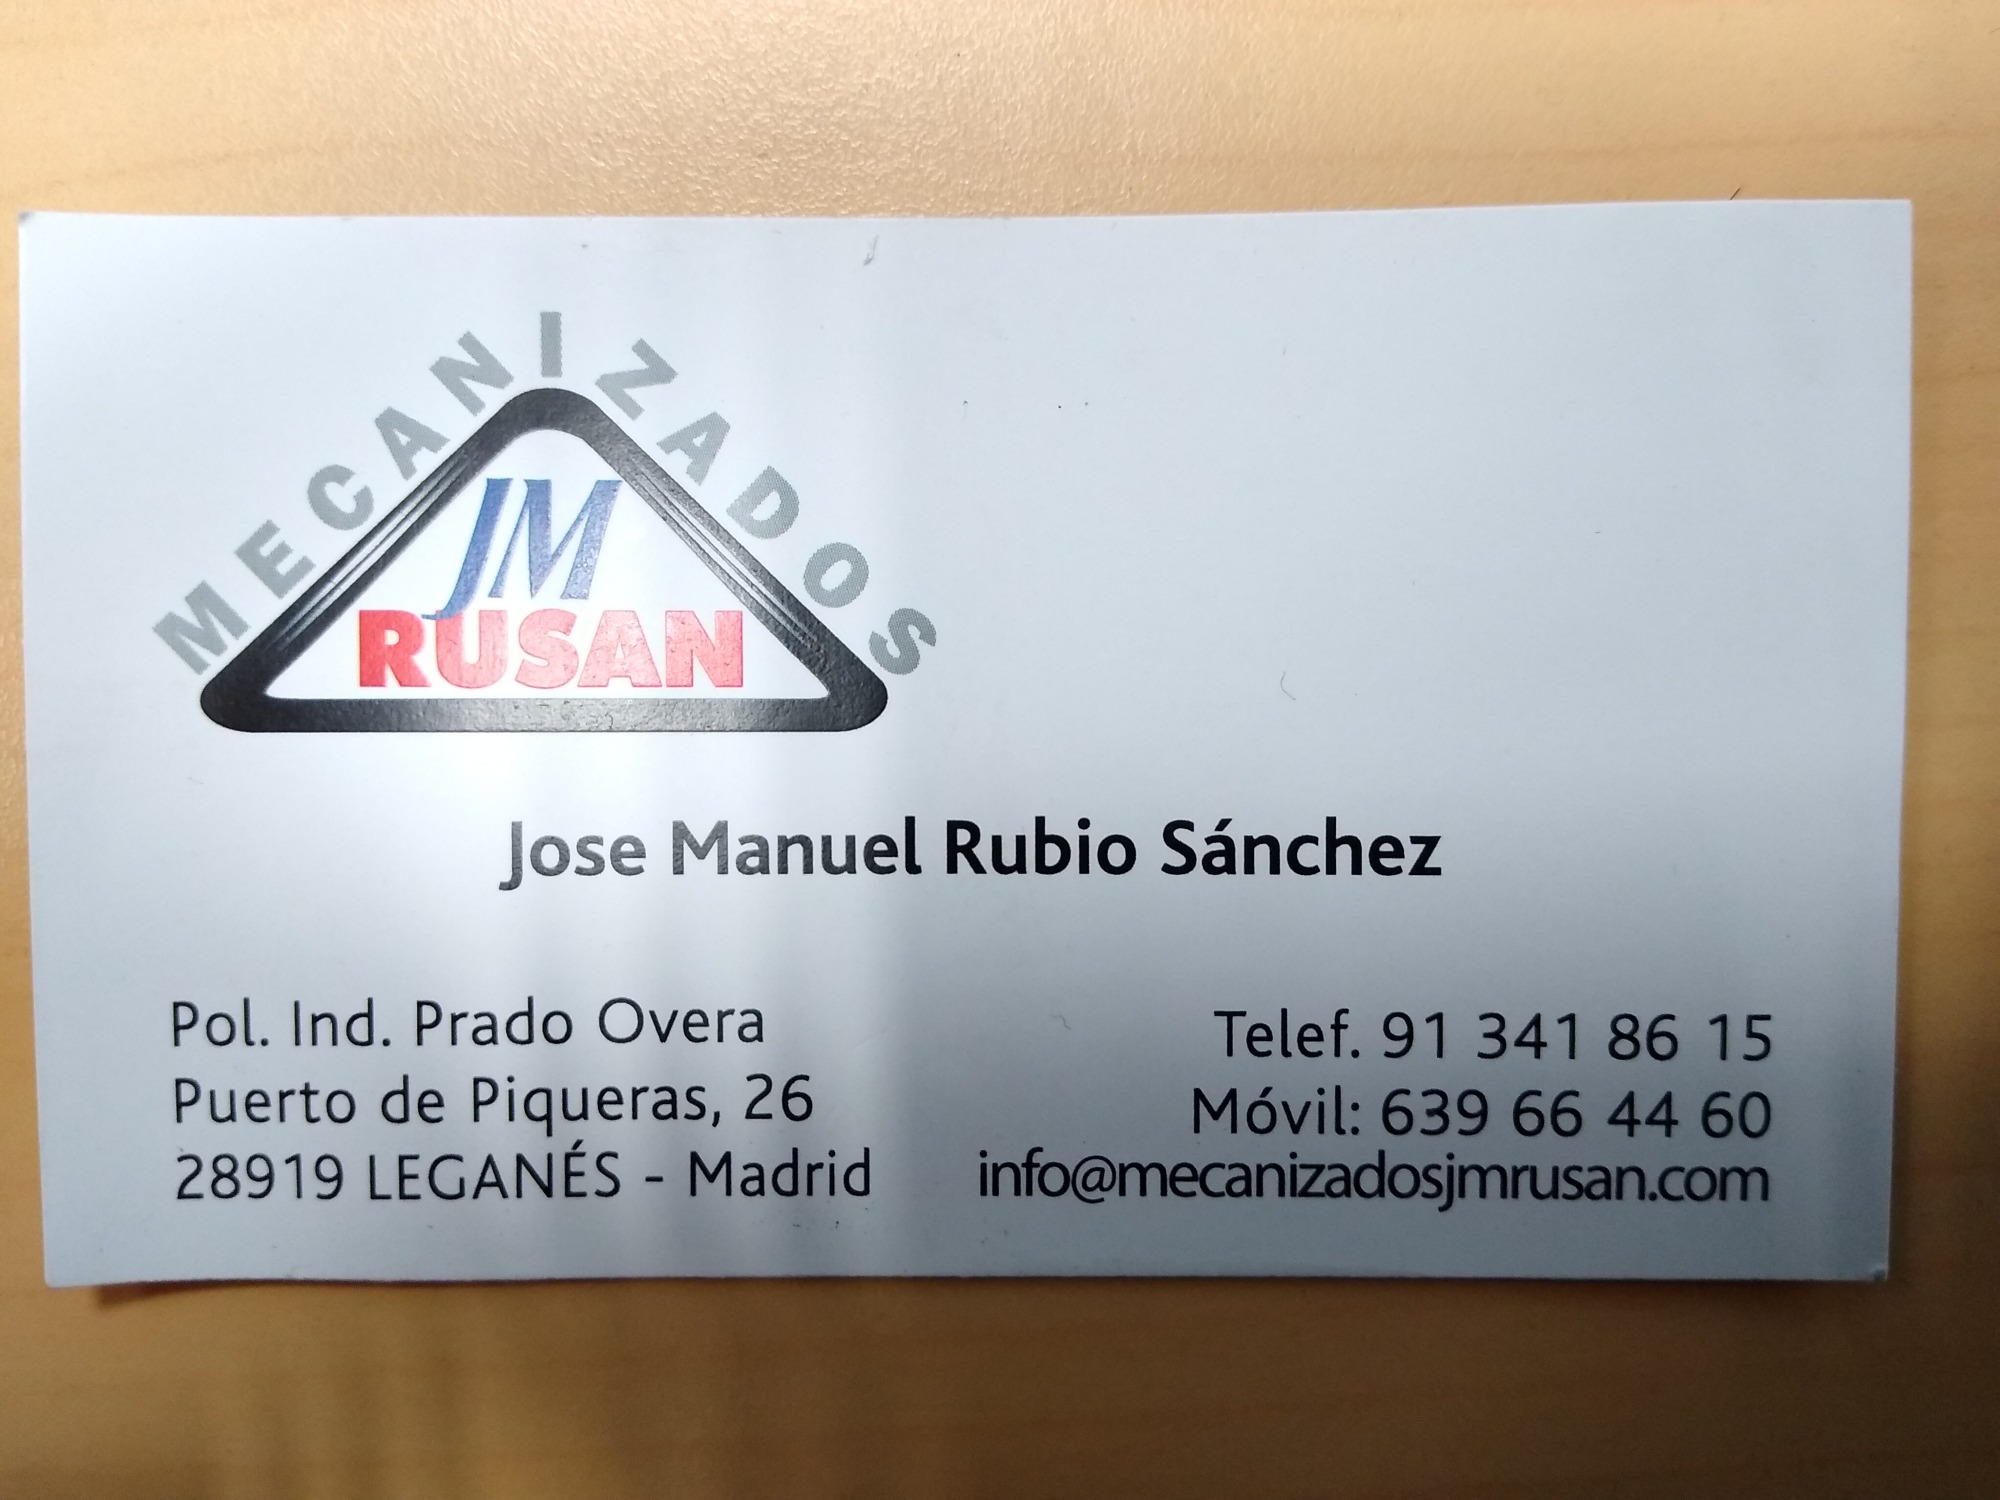 MECANIZADOS
JM
RUSAN
Jose Manuel Rubio Sánchez
Pol. Ind. Prado Overa
Puerto de Piqueras, 26
28919 LEGANÉS - Madrid
Telef. 91 341 86 15
Móvil: 639 66 44 60
info@mecanizadosjmrusan.com